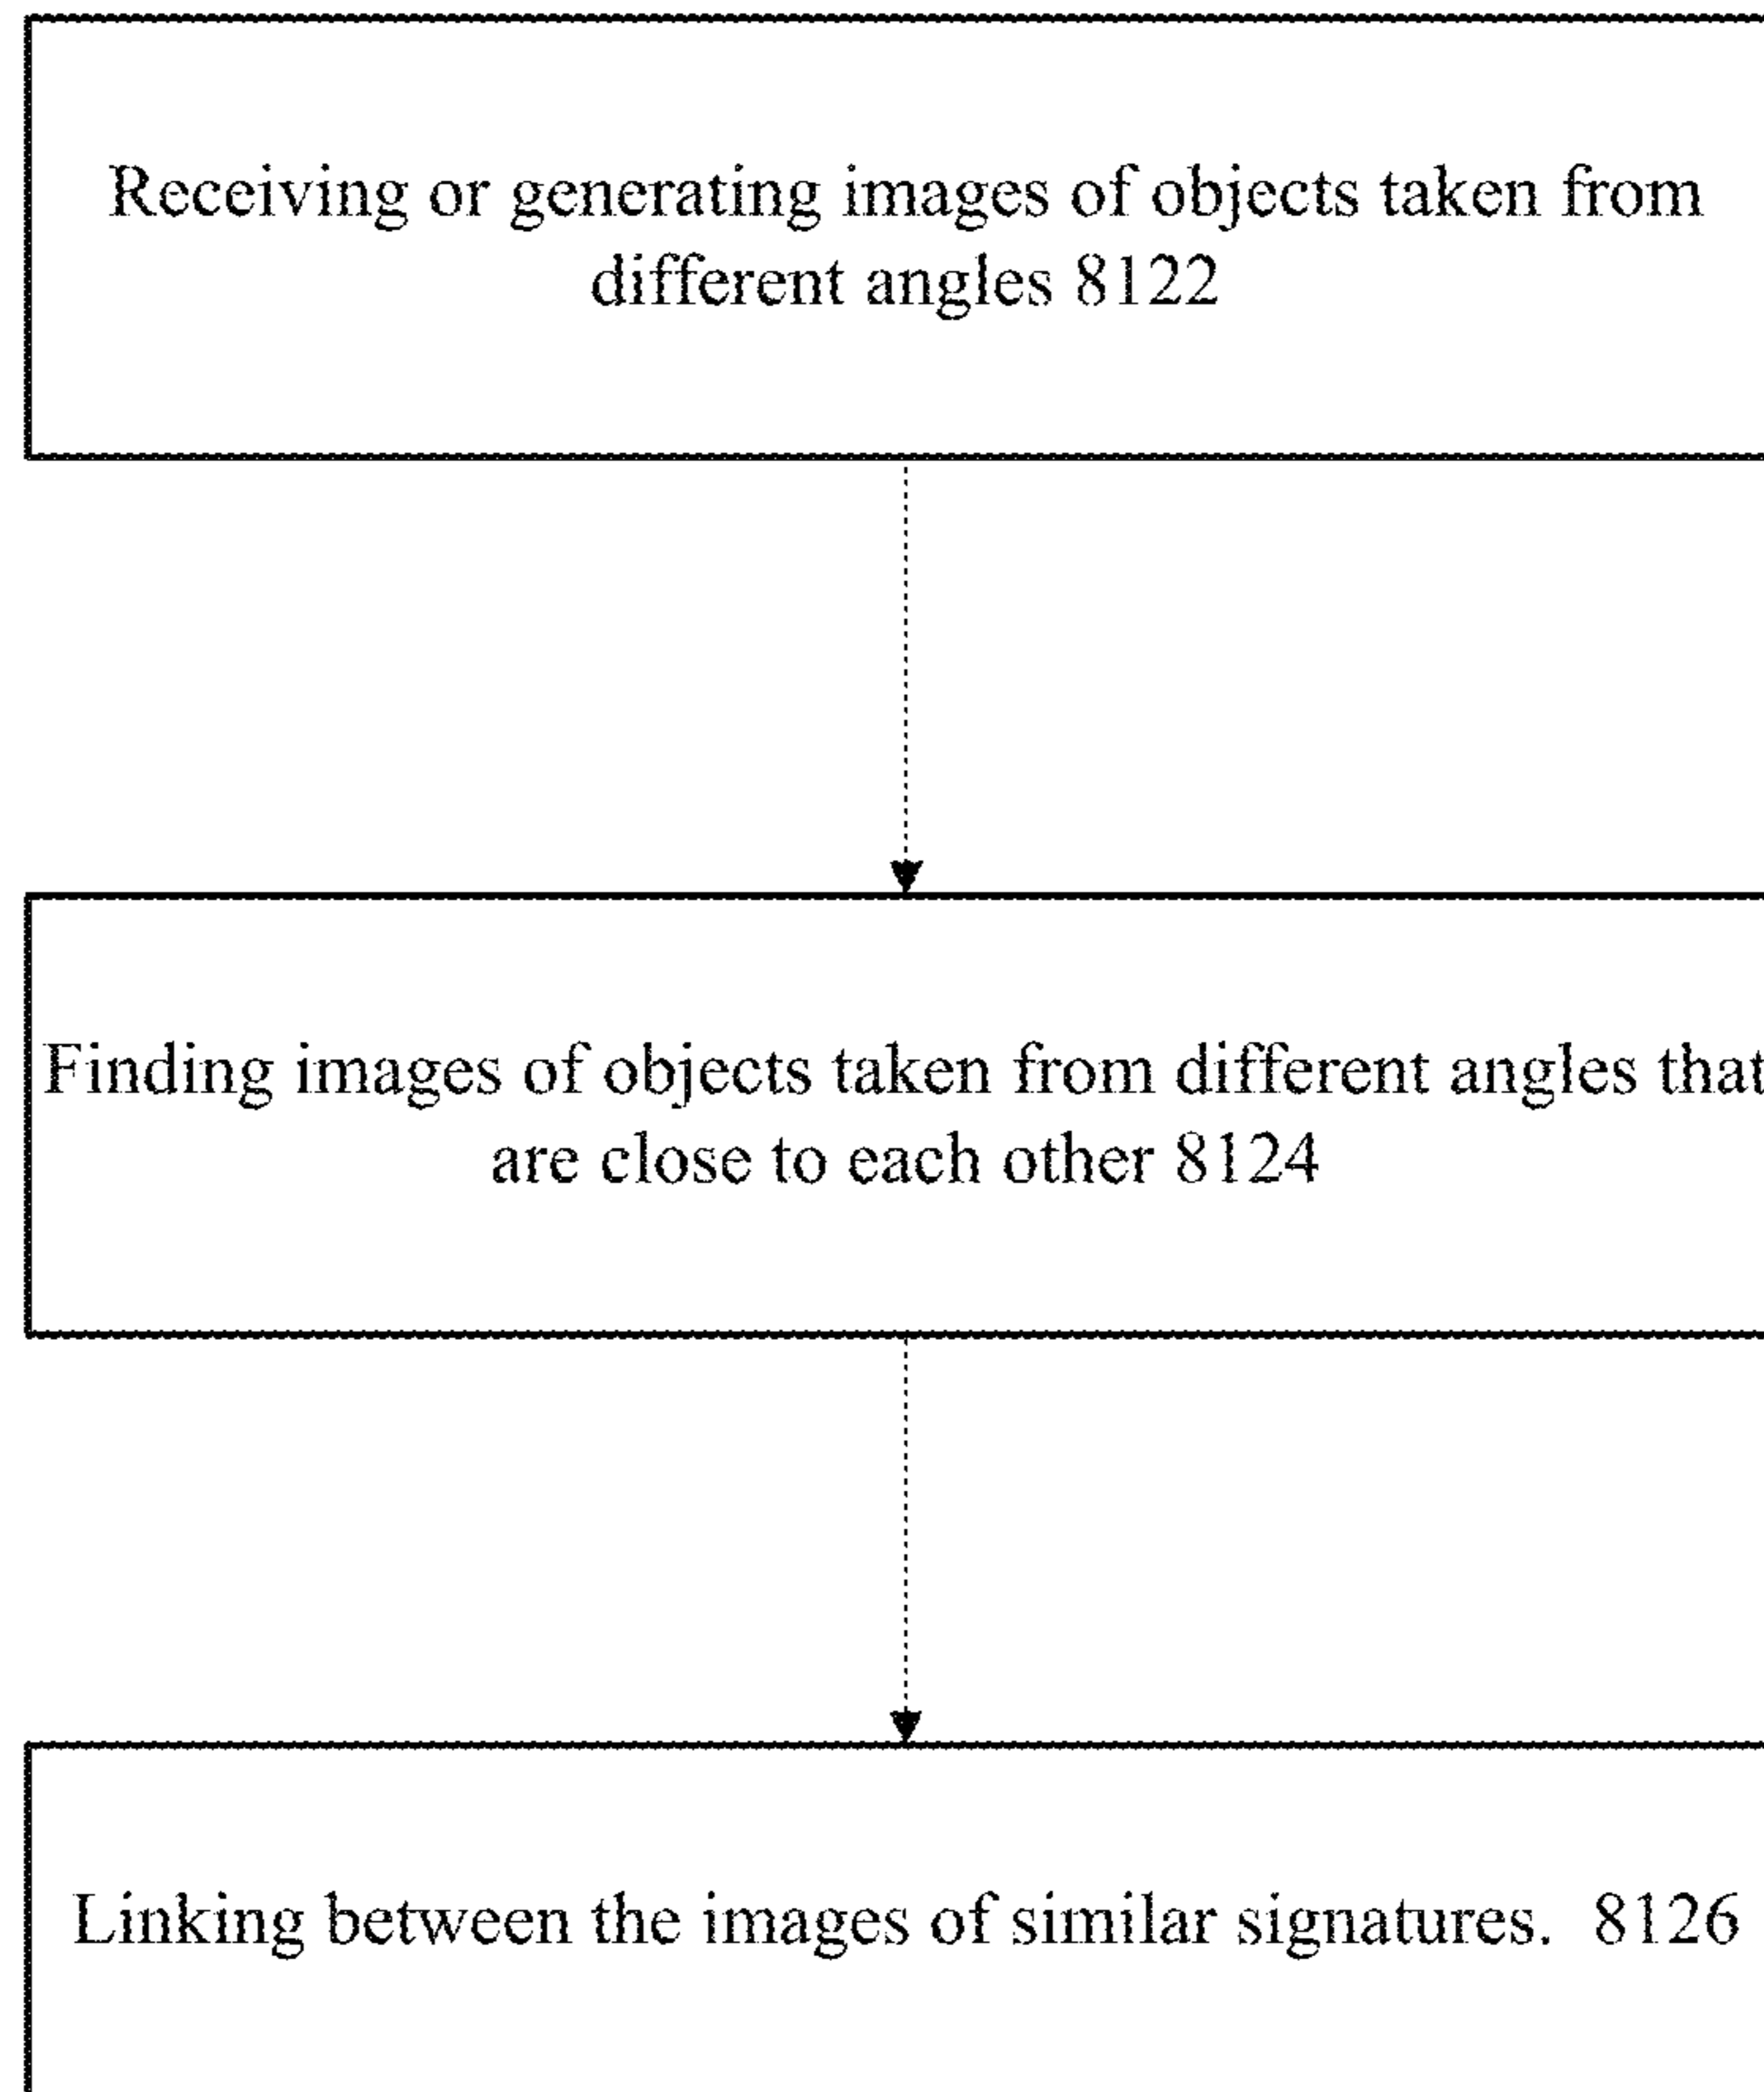 Receiving or generating images of objects taken from
different angles 8122
Finding images of objects taken from different angles that
are close to each other 8124
Linking between the images of similar signatures.  8126